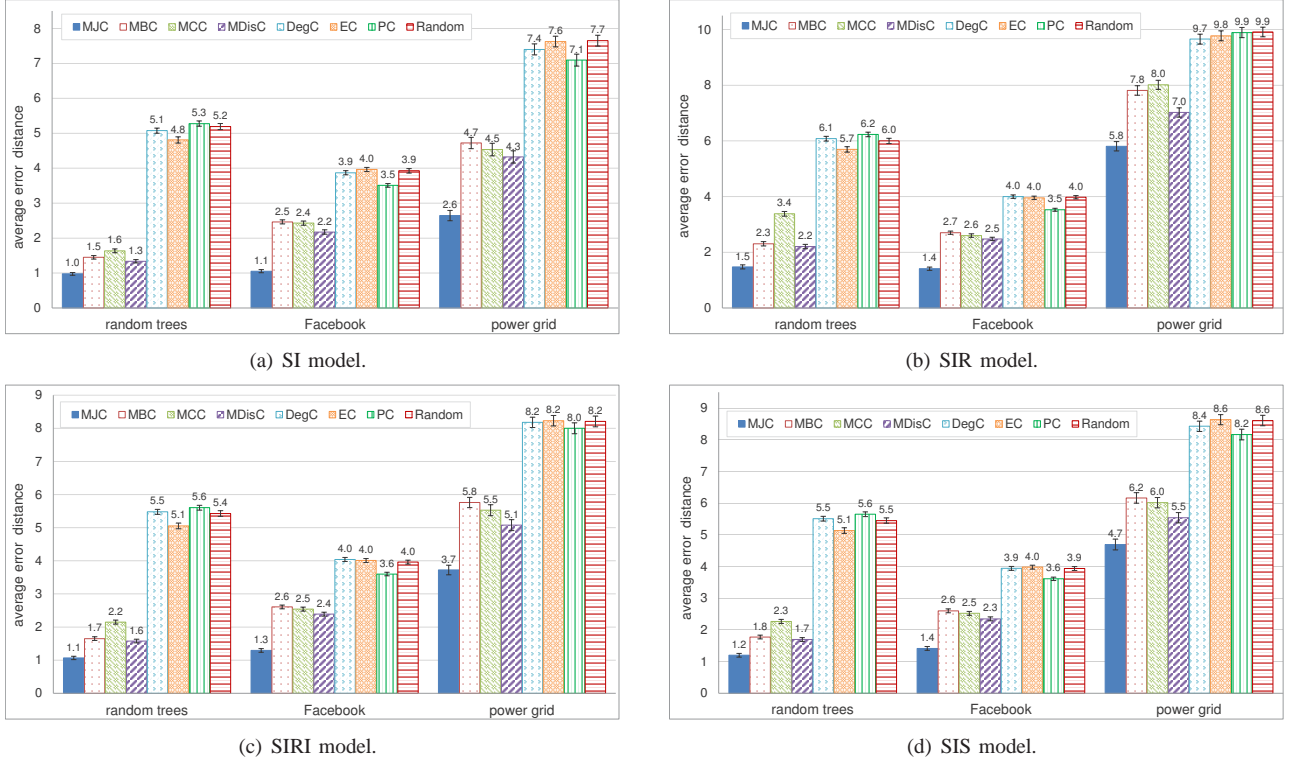 MJC MBC MCC MDisC DegC EC PC Random
average error distance
8
7
6
5
4
3
2
1
0
1.0 1.5 1.6 1.3 5.1 4.8 5.3 5.2
1.1 2.5 2.4 2.2 3.9 4.0 3.5 3.9
2.6 4.7 4.5 4.3 7.4 7.6 7.1 7.7
random trees Facebook power grid
(a) SI model.
MJC MBC MCC MDisC DegC EC PC Random
average error distance
10
8
6
4
2
0
1.5 2.3 3.4 2.2 6.1 5.7 6.2 6.0
1.4 2.7 2.6 2.5 4.0 4.0 3.5 4.0
5.8 7.8 8.0 7.0 9.7 9.8 9.9 9.9
random trees Facebook power grid
(b) SIR model.
MJC MBC MCC MDisC DegC EC PC Random
average error distance
9
8
7
6
5
4
3
2
1
0
1.1 1.7 2.2 1.6 5.5 5.1 5.6 5.4
1.3 2.6 2.5 2.4 4.0 4.0 3.6 4.0
3.7 5.8 5.5 5.1 8.2 8.2 8.0 8.2
random trees Facebook power grid
(c) SIRI model.
MJC MBC MCC MDisC DegC EC PC Random
average error distance
9
8
7
6
5
4
3
2
1
0
1.2 1.8 2.3 1.7 5.5 5.1 5.6 5.5
1.4 2.6 2.5 2.3 3.9 4.0 3.6 3.9
4.7 6.2 6.0 5.5 8.4 8.6 8.2 8.6
random trees Facebook power grid
(d) SIS model.